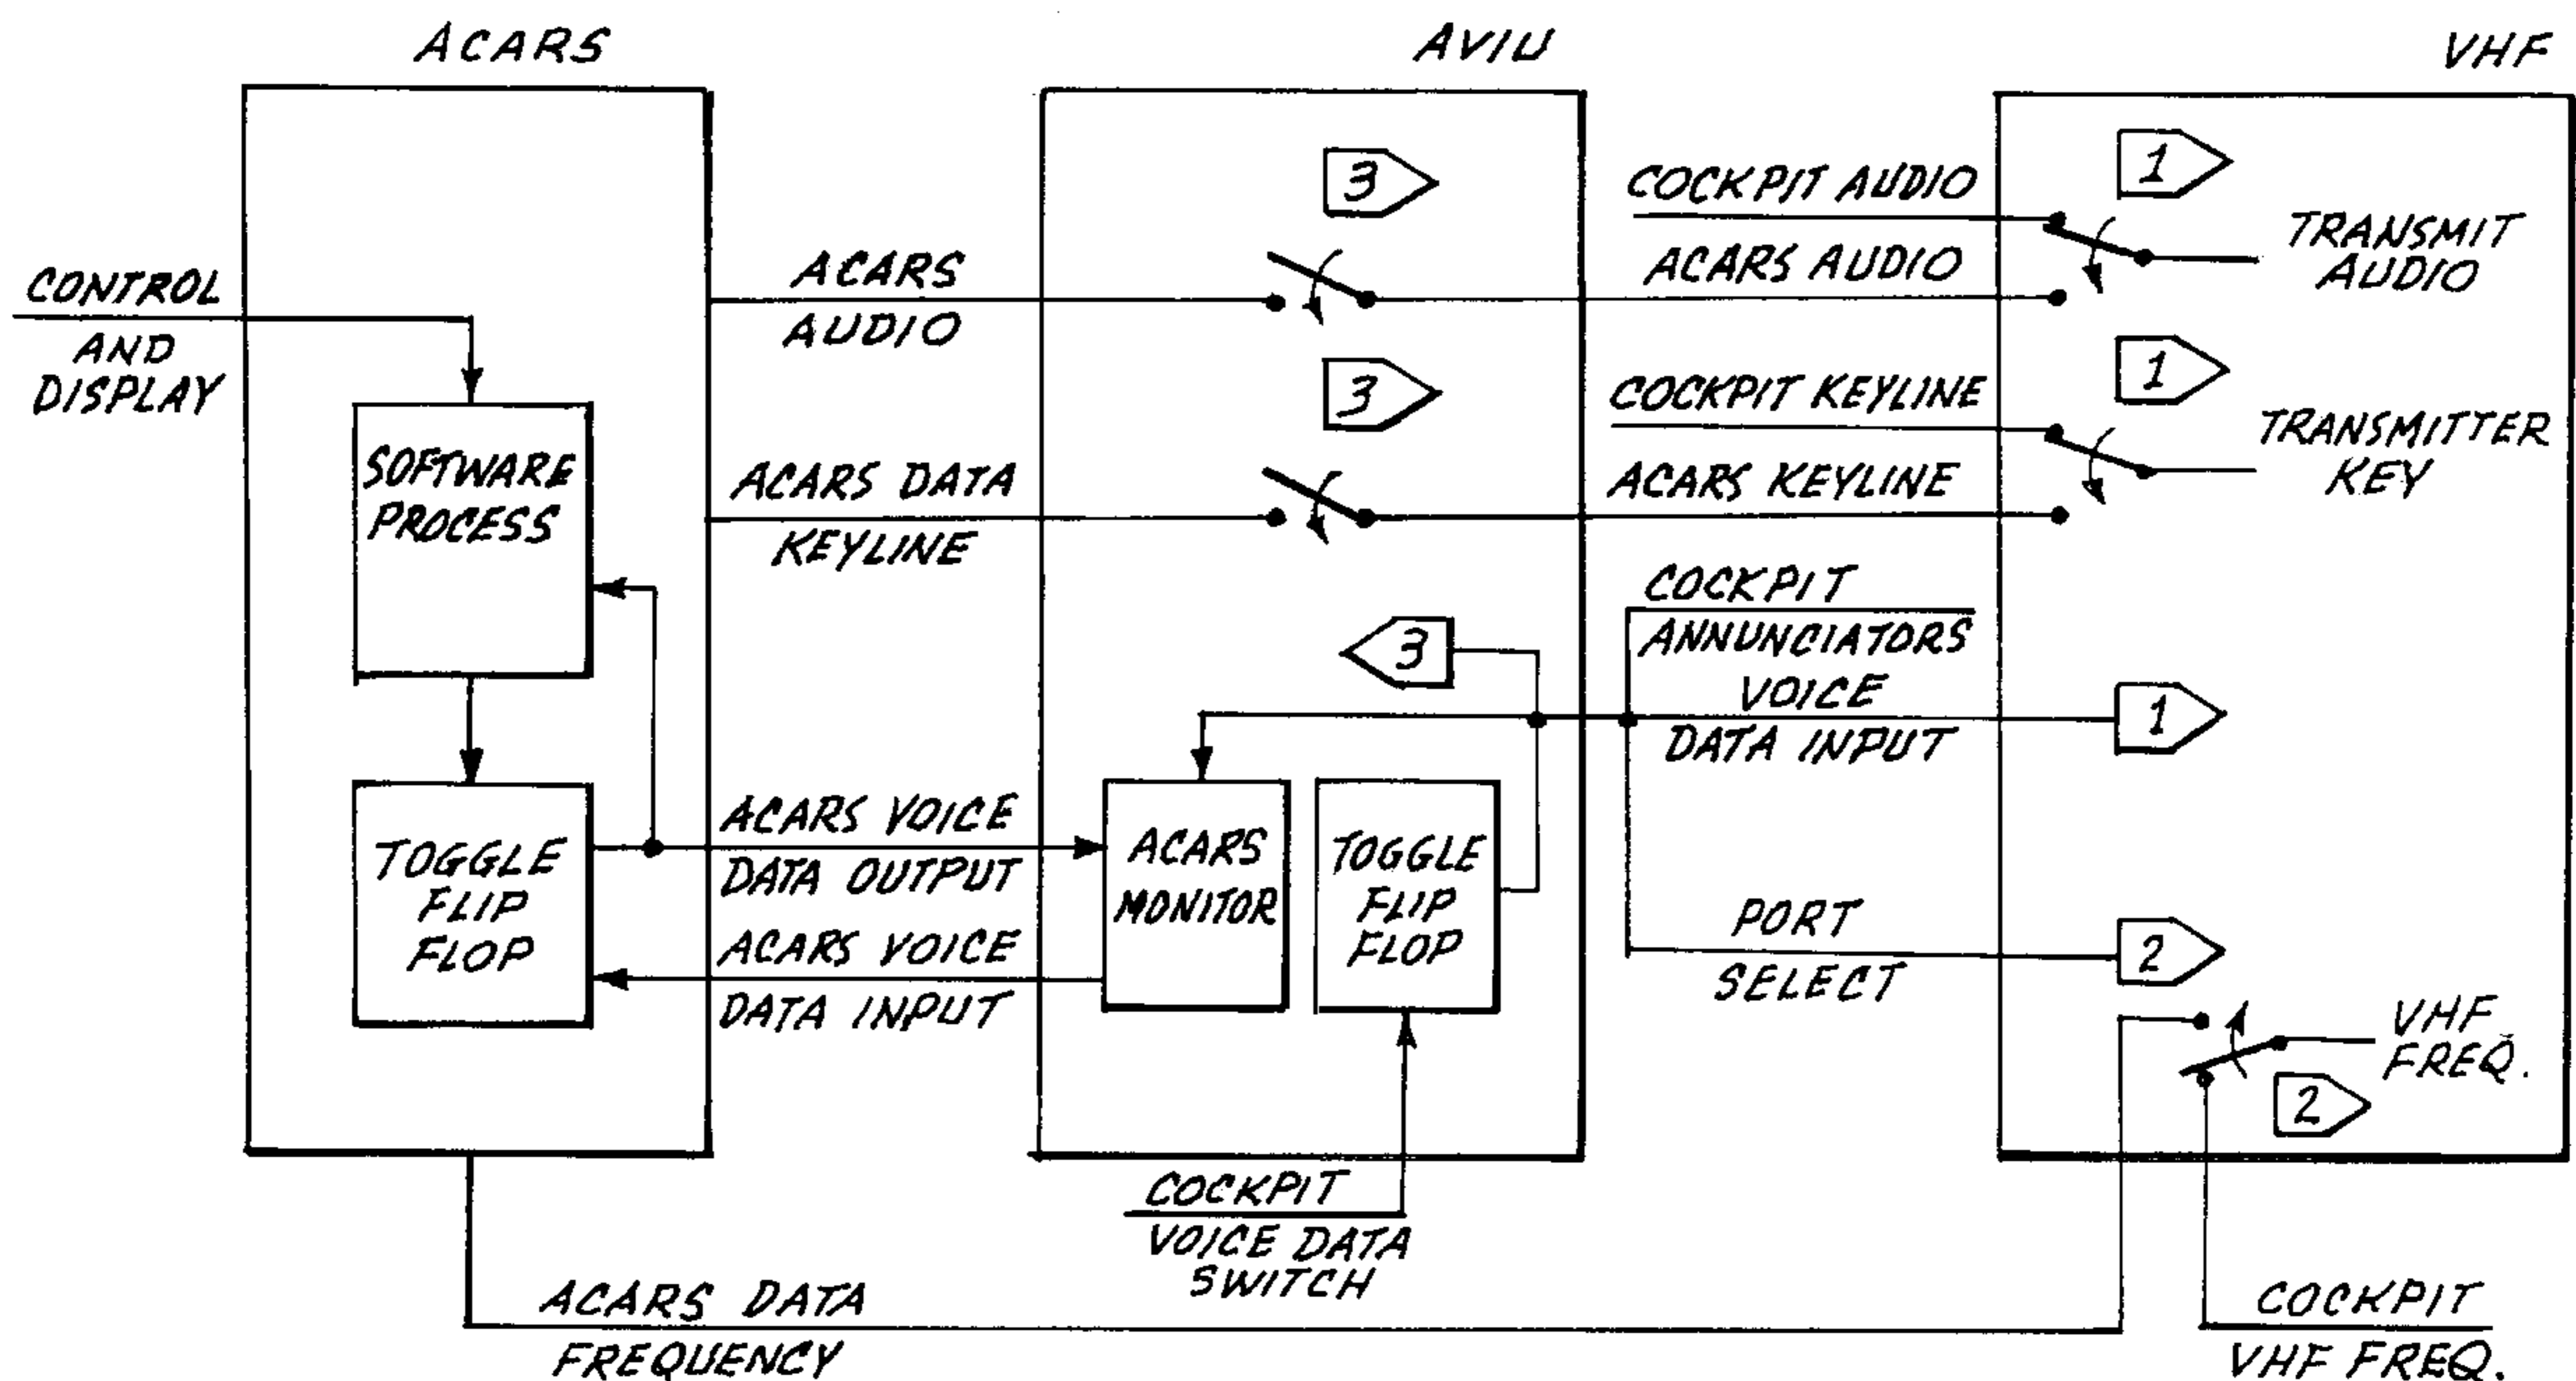 ACARS
AVIU
VHF
CONTROL
AND
DISPLAY
SOFTWARE
PROCESS
TOGGLE
FLIP
FLOP
ACARS
AUDIO
ACARS DATA
KEYLINE
ACARS VOICE
DATA OUTPUT
ACARS VOICE
DATA INPUT
3
3
3
ACARS
MONITOR
TOGGLE
FLIP
FLOP
COCKPIT
VOICE DATA
SWITCH
COCKPIT AUDIO
ACARS AUDIO
COCKPIT KEYLINE
ACARS KEYLINE
COCKPIT
ANNUNCIATORS
VOICE
DATA INPUT
PORT
SELECT
1
TRANSMIT
AUDIO
1
TRANSMITTER
KEY
1
2
VHF
FREQ.
2
ACARS DATA
FREQUENCY
COCKPIT
VHF FREQ.